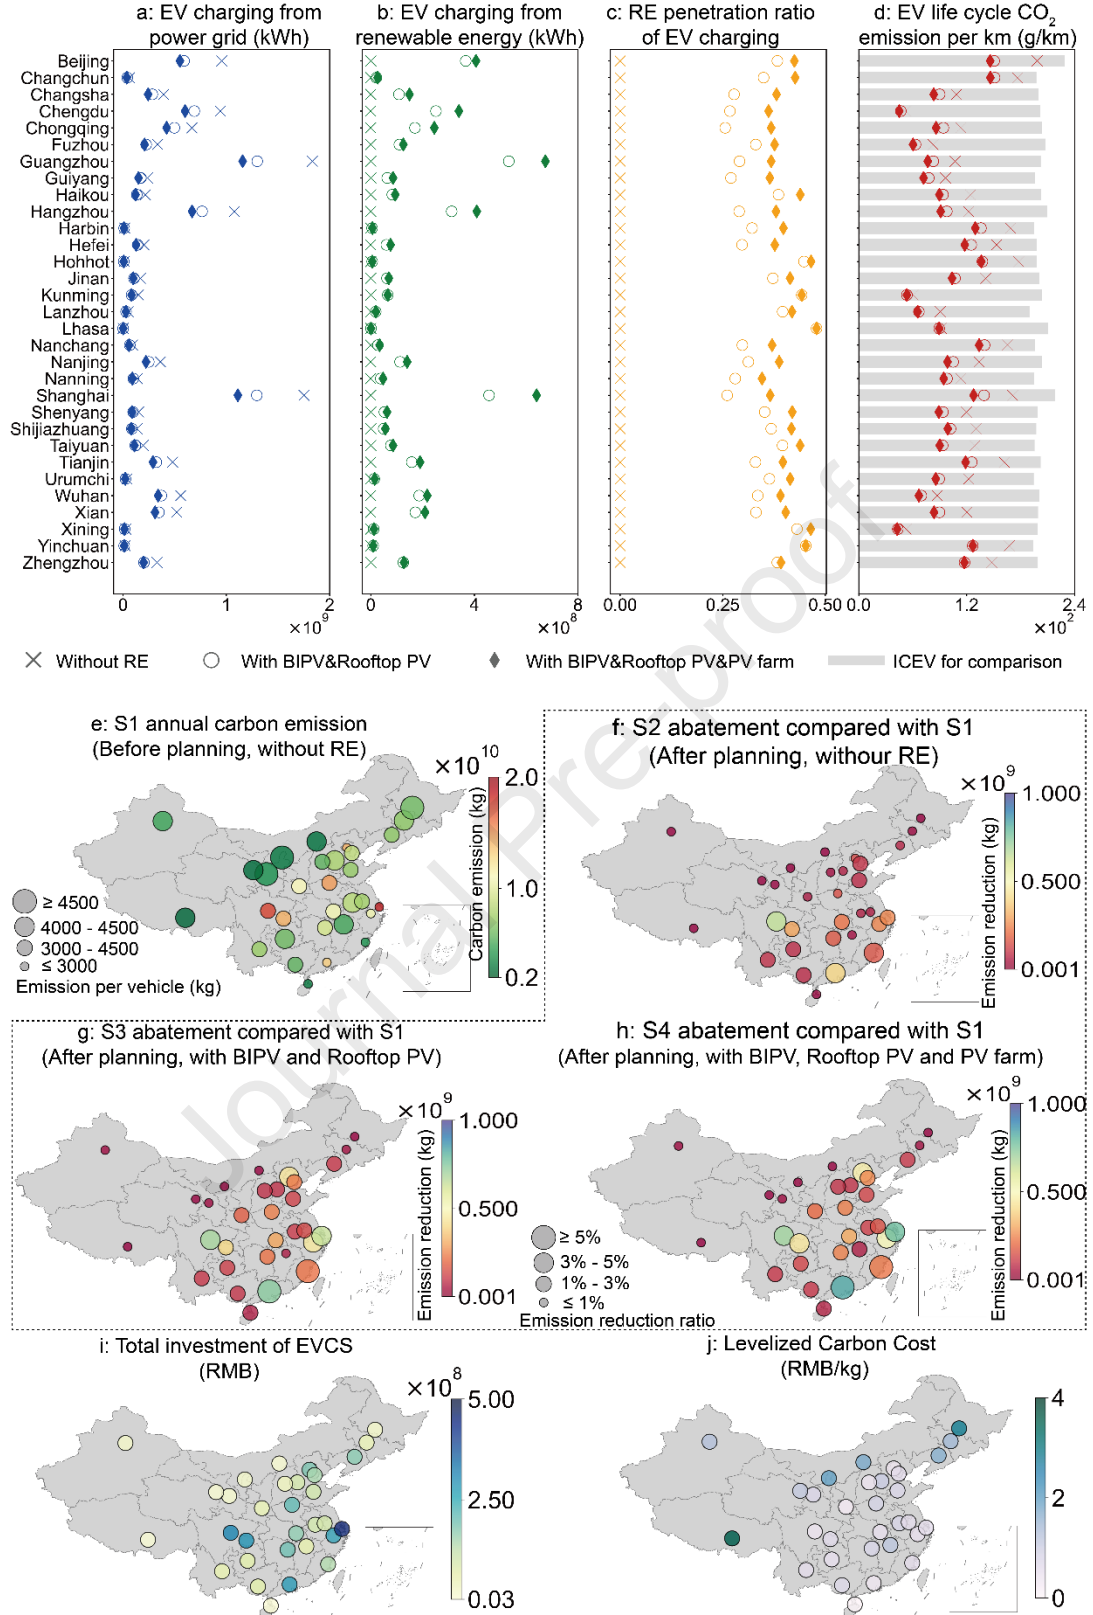 a: EV charging from
power grid (kWh)
b: EV charging from
renewable energy (kWh)
c: RE penetration ratio
of EV charging
d: EV life cycle CO2
emission per km (g/km)
Beijing
Changchun
Changsha
Chengdu
Chongqing
Fuzhou
Guangzhou
Guiyang
Haikou
Hangzhou
Harbin
Hefei
Hohhot
Jinan
Kunming
Lanzhou
Lhasa
Nanchang
Nanjing
Nanning
Shanghai
Shenyang
Shijiazhuang
Taiyuan
Tianjin
Urumchi
Wuhan
Xian
Xining
Yinchuan
Zhengzhou
0 1 2
×10^9
0 4 8
×10^8
0.00 0.25 0.50
0.0 1.2 2.4
×10^2
Without RE
With BIPV&Rooftop PV
With BIPV&Rooftop PV&PV farm
ICEV for comparison
Journal Pre-proof
e: S1 annual carbon emission
(Before planning, without RE)
×10^10
2.0
1.0
0.2
Carbon emission (kg)
≥ 4500
4000 - 4500
3000 - 4500
≤ 3000
Emission per vehicle (kg)
f: S2 abatement compared with S1
(After planning, withour RE)
×10^9
1.000
0.500
0.001
Emission reduction (kg)
g: S3 abatement compared with S1
(After planning, with BIPV and Rooftop PV)
×10^9
1.000
0.500
0.001
Emission reduction (kg)
h: S4 abatement compared with S1
(After planning, with BIPV, Rooftop PV and PV farm)
×10^9
1.000
0.500
0.001
Emission reduction (kg)
≥ 5%
3% - 5%
1% - 3%
≤ 1%
Emission reduction ratio
i: Total investment of EVCS
(RMB)
×10^8
5.00
2.50
0.03
j: Levelized Carbon Cost
(RMB/kg)
4
2
0